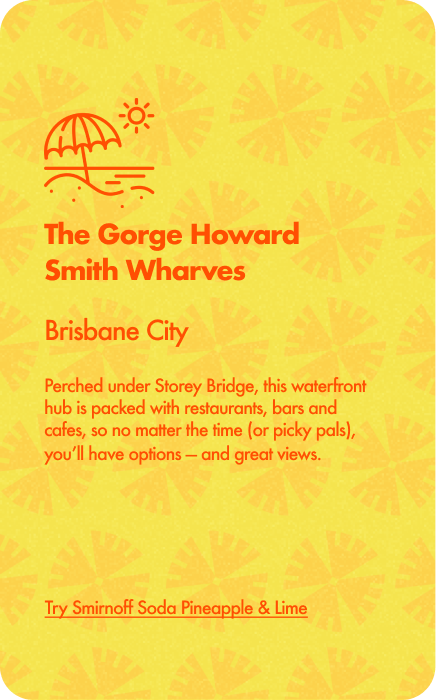 The Gorge Howard
Smith Wharves
Brisbane City
Perched under Storey Bridge, this waterfront
hub is packed with restaurants, bars and
cafes, so no matter the time (or picky pals),
you’ll have options — and great views.
Try Smirnoff Soda Pineapple & Lime